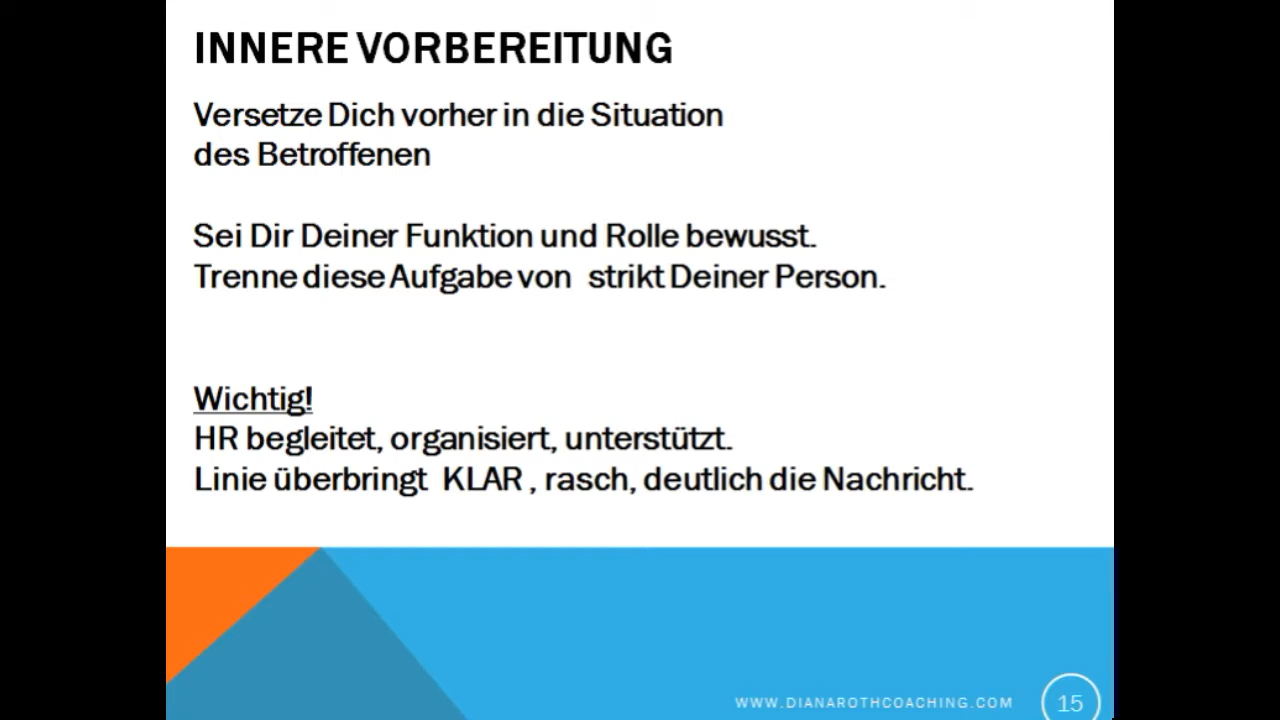 INNERE VORBEREITUNG
Versetze Dich vorher in die Situation
des Betroffenen
Sei Dir Deiner Funktion und Rolle bewusst.
Trenne diese Aufgabe von  strikt Deiner Person.
Wichtig!
HR begleitet, organisiert, unterstützt.
Linie überbringt  KLAR , rasch, deutlich die Nachricht.
WWW.DIANAROTHCOACHING.COM
15